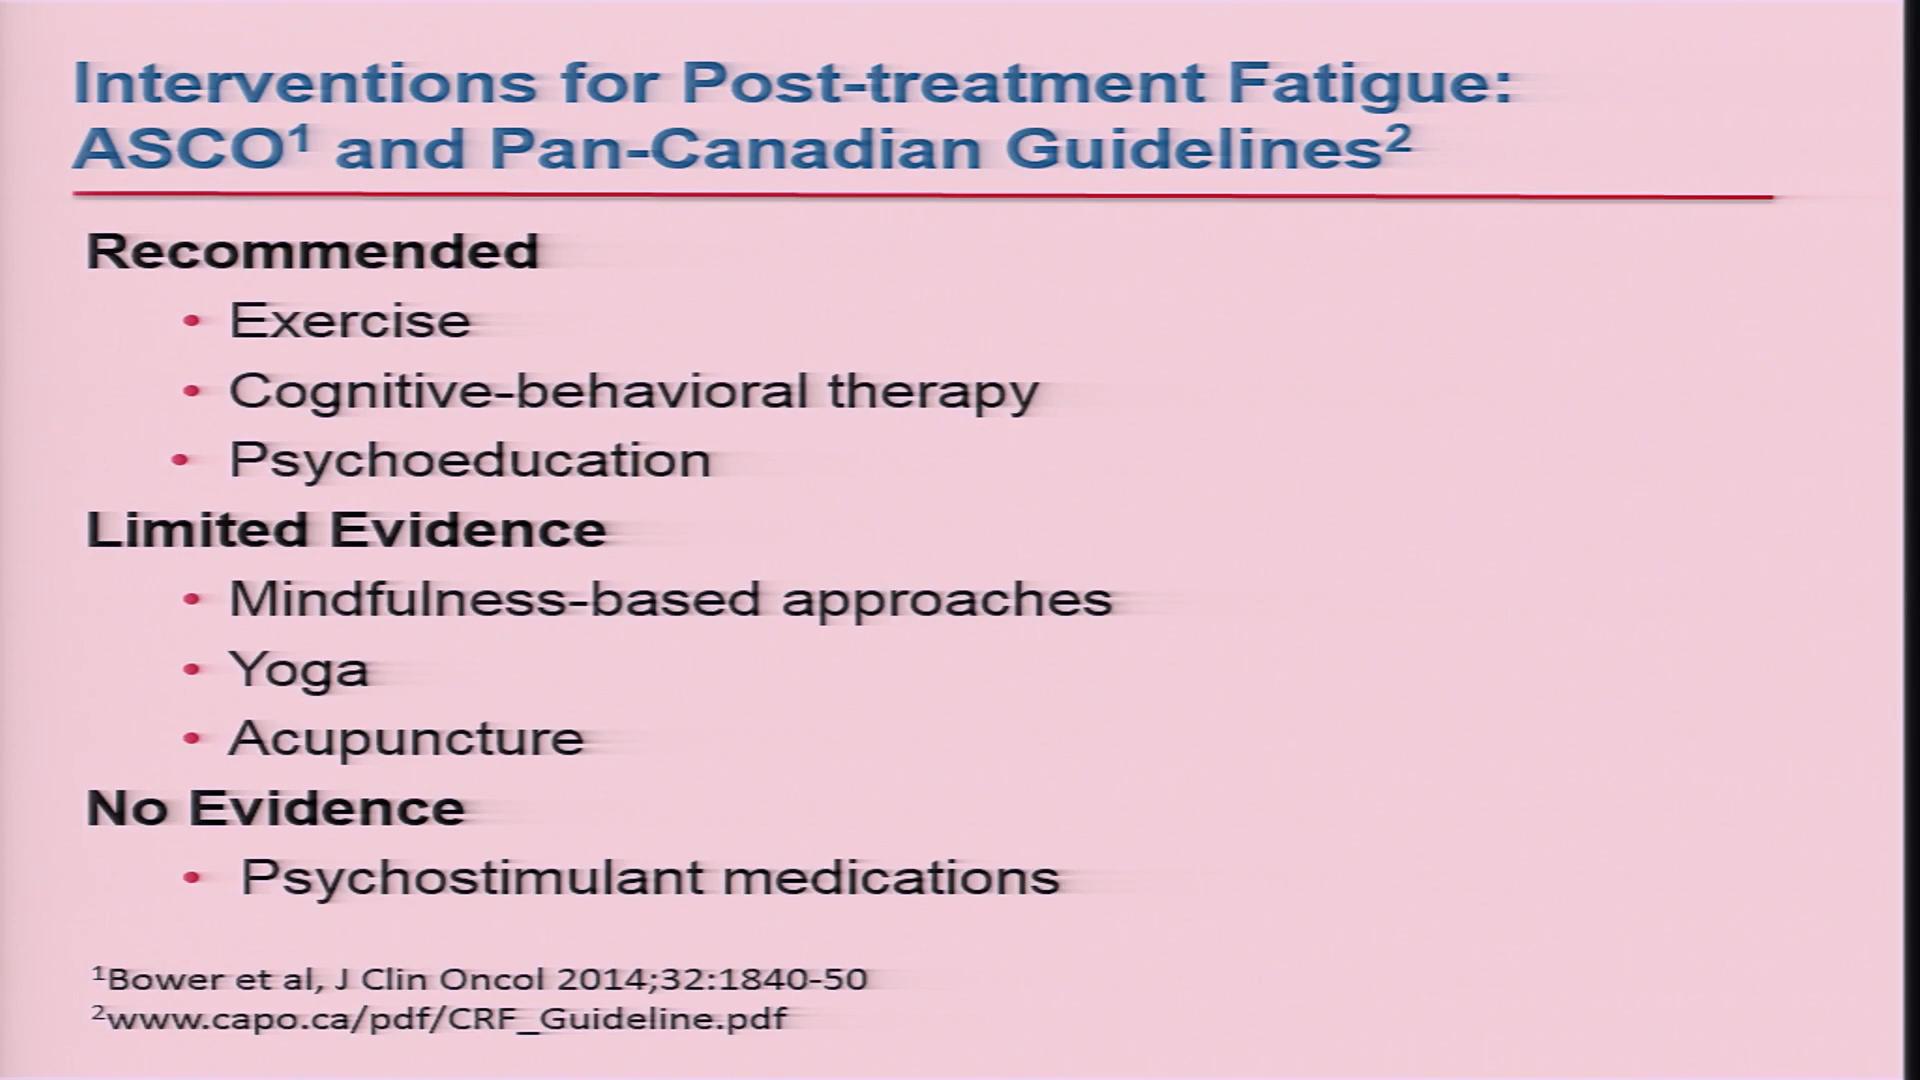 Interventions for Post-treatment Fatigue:
ASCO¹ and Pan-Canadian Guidelines²
Recommended
• Exercise
• Cognitive-behavioral therapy
• Psychoeducation
Limited Evidence
• Mindfulness-based approaches
• Yoga
• Acupuncture
No Evidence
• Psychostimulant medications
¹Bower et al, J Clin Oncol 2014;32:1840-50
²www.capo.ca/pdf/CRF_Guideline.pdf